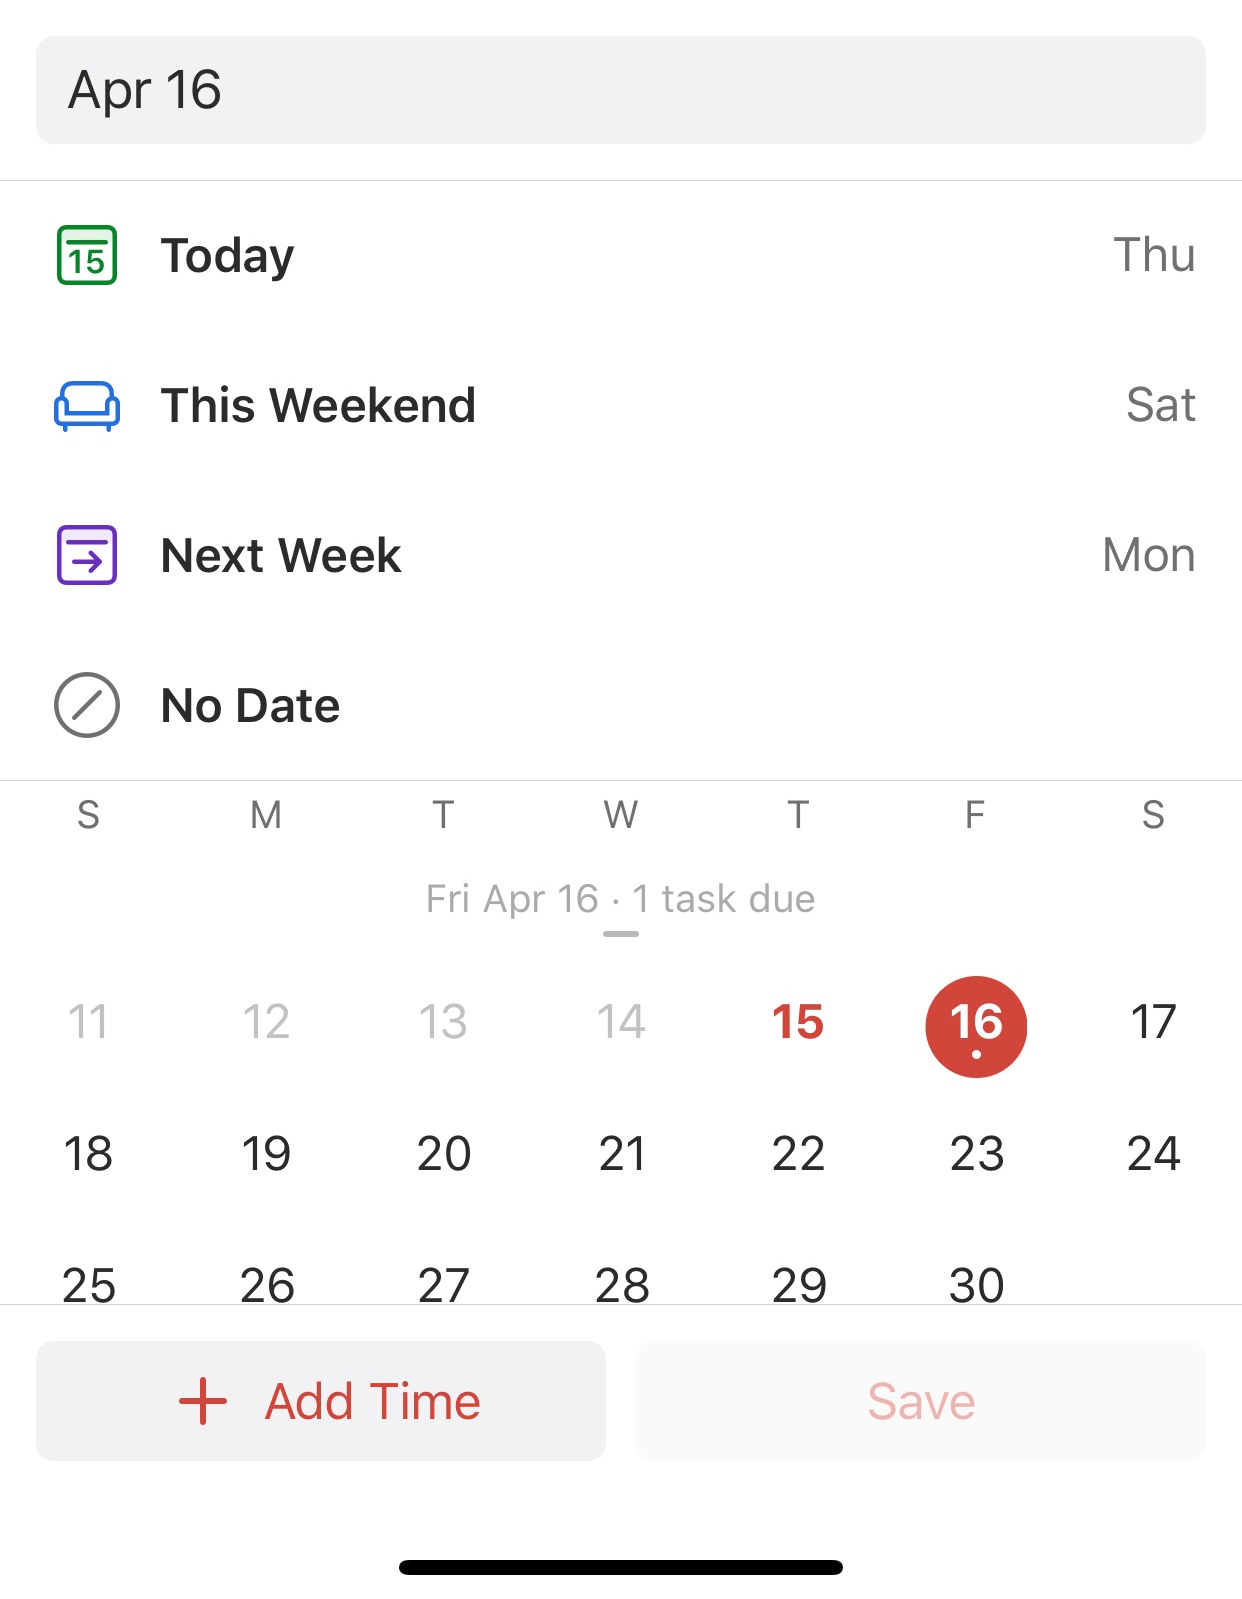 Apr 16
15 Today Thu
This Weekend Sat
Next Week Mon
No Date
S M T W T F S
Fri Apr 16 · 1 task due
11 12 13 14 15 16 17
18 19 20 21 22 23 24
25 26 27 28 29 30
Add Time Save